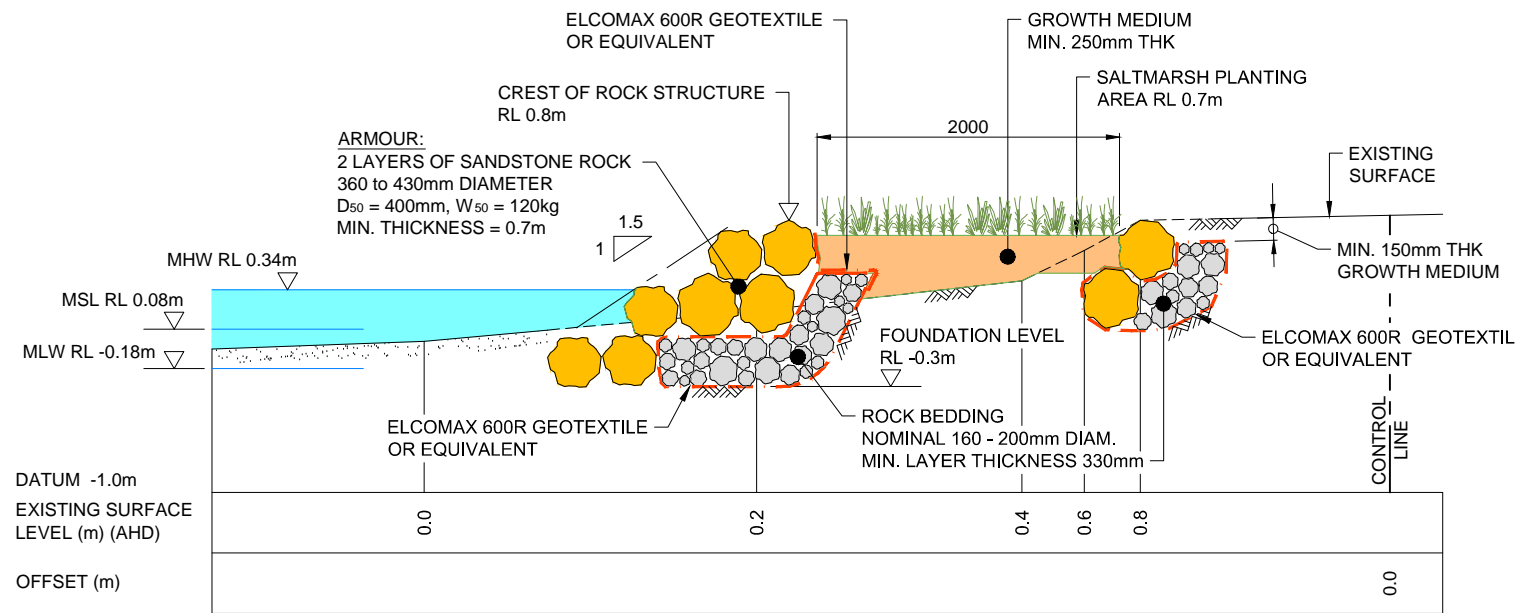 ELCOMAX 600R GEOTEXTILE
OR EQUIVALENT
GROWTH MEDIUM
MIN. 250mm THK
SALTMARSH PLANTING
AREA RL 0.7m
CREST OF ROCK STRUCTURE
RL 0.8m
2000
ARMOUR:
2 LAYERS OF SANDSTONE ROCK
360 to 430mm DIAMETER
D50 = 400mm, W50 = 120kg
MIN. THICKNESS = 0.7m
EXISTING
SURFACE
1.5
1
MIN. 150mm THK
GROWTH MEDIUM
MHW RL 0.34m
MSL RL 0.08m
MLW RL -0.18m
FOUNDATION LEVEL
RL -0.3m
ELCOMAX 600R GEOTEXTIL
OR EQUIVALENT
ELCOMAX 600R GEOTEXTILE
OR EQUIVALENT
ROCK BEDDING
NOMINAL 160 - 200mm DIAM.
MIN. LAYER THICKNESS 330mm
CONTROL
LINE
DATUM -1.0m
EXISTING SURFACE
LEVEL (m) (AHD)
0.0
0.2
0.4
0.6
0.8
OFFSET (m)
0.0